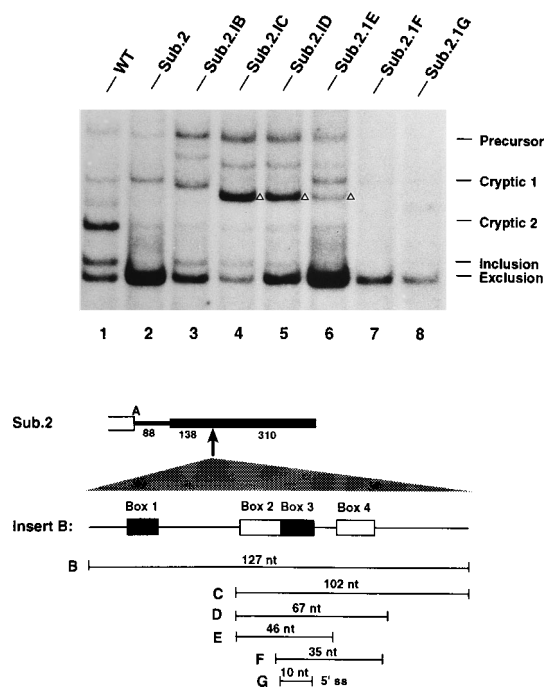 WT
Sub.2
Sub.2.IB
Sub.2.IC
Sub.2.ID
Sub.2.1E
Sub.2.1F
Sub.2.1G
Precursor
Cryptic 1
Cryptic 2
Inclusion
Exclusion
1 2 3 4 5 6 7 8
Sub.2
A
88 138 310
Insert B: Box 1 Box 2 Box 3 Box 4
B 127 nt
C 102 nt
D 67 nt
E 46 nt
F 35 nt
G 10 nt 5' ss